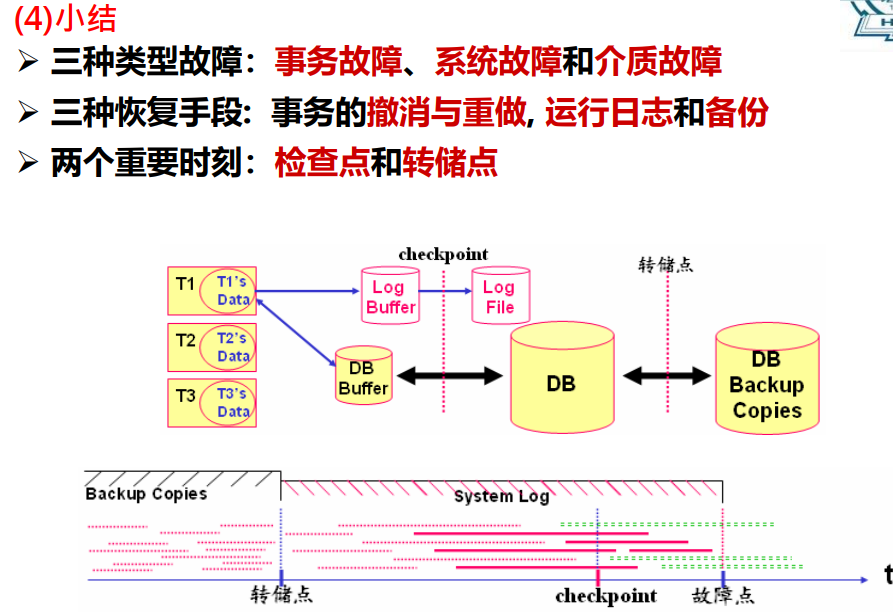 (4)小结
➢ 三种类型故障：事务故障、系统故障和介质故障
➢ 三种恢复手段: 事务的撤消与重做, 运行日志和备份
➢ 两个重要时刻：检查点和转储点
checkpoint
转储点
T1
T1's
Data
Log
Buffer
Log
File
T2
T2's
Data
DB
Buffer
DB
DB
Backup
Copies
T3
T3's
Data
Backup Copies
System Log
t
转储点
checkpoint
故障点